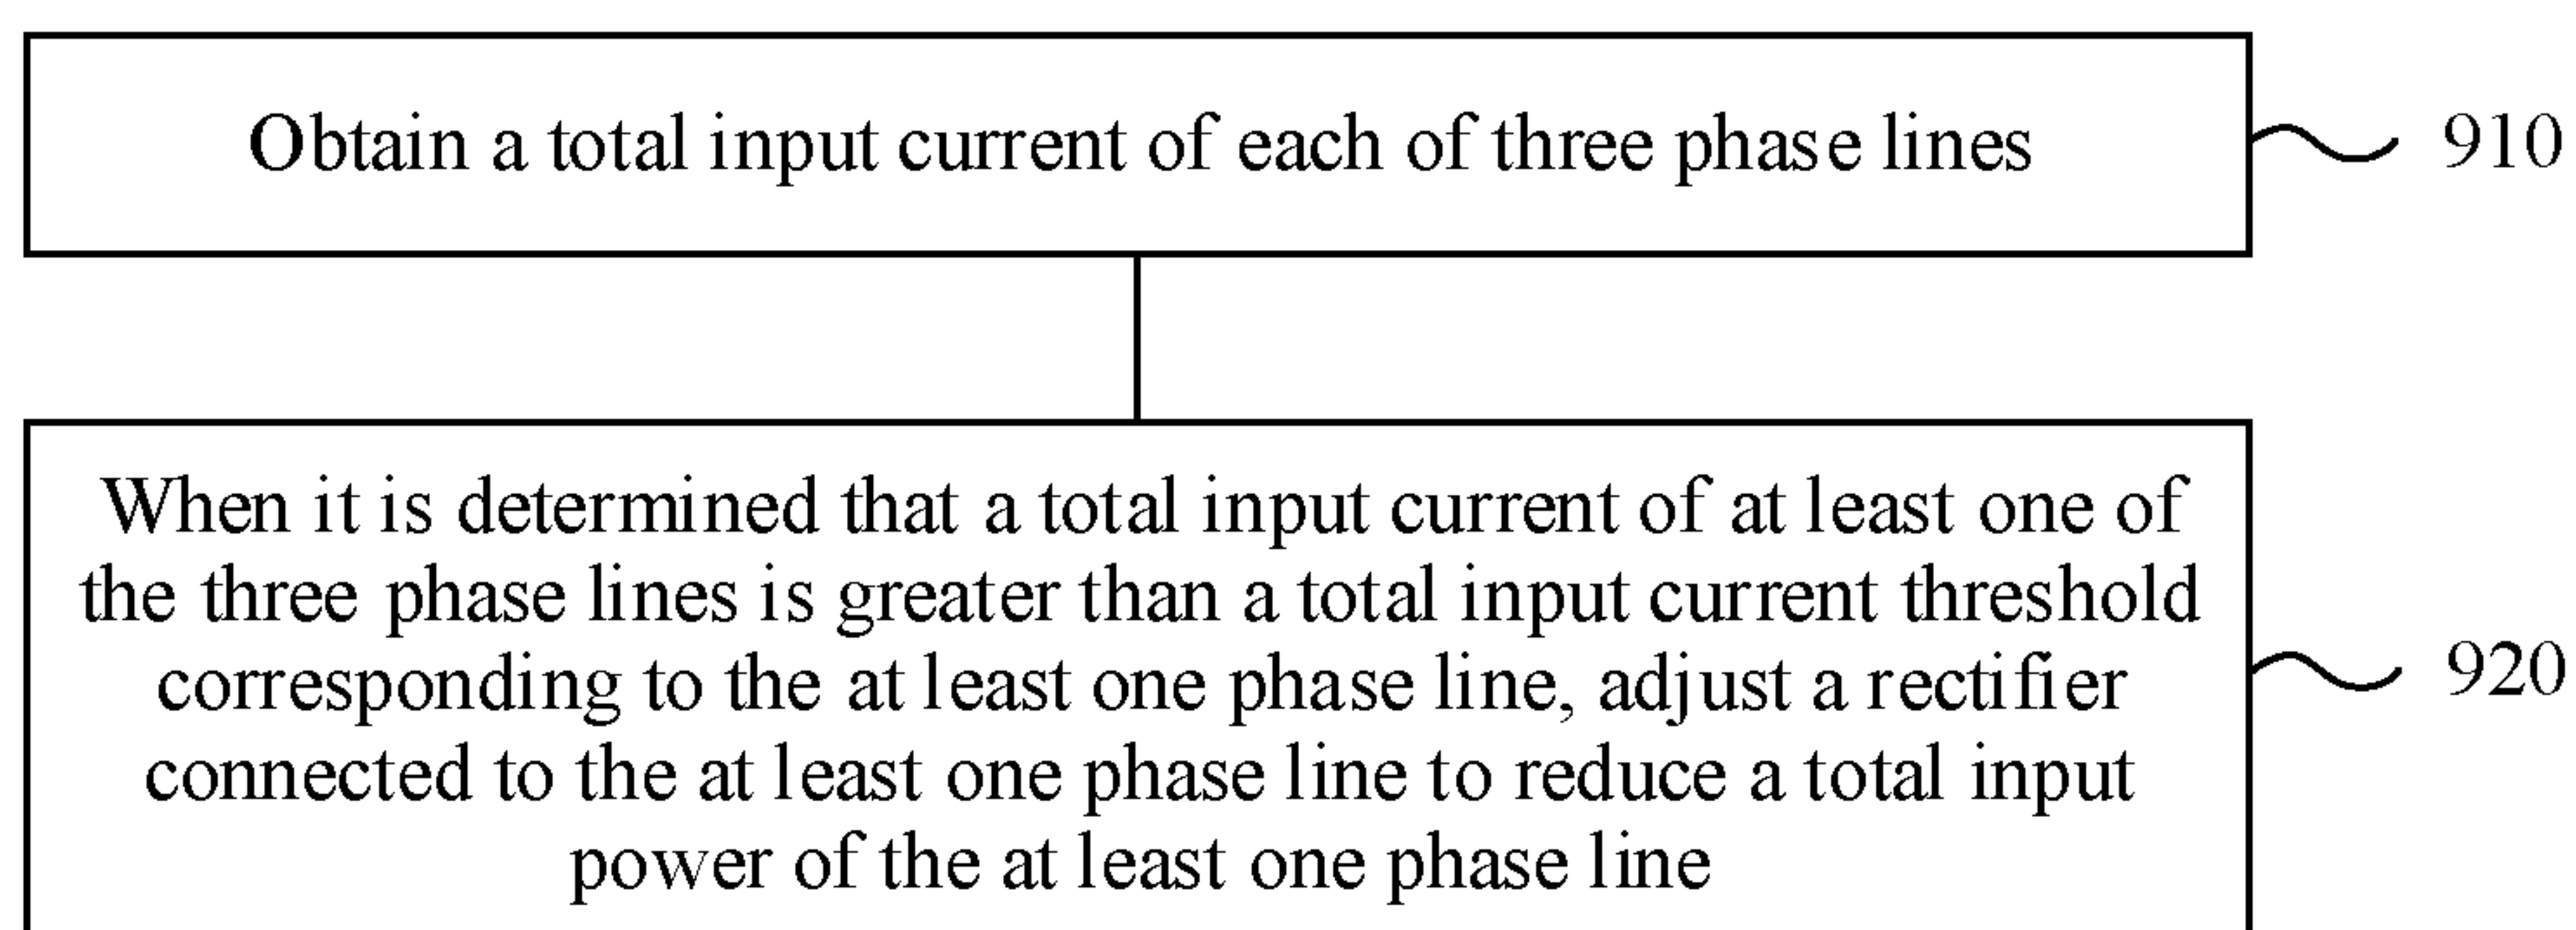 Obtain a total input current of each of three phase lines
910
When it is determined that a total input current of at least one of
the three phase lines is greater than a total input current threshold
corresponding to the at least one phase line, adjust a rectifier
connected to the at least one phase line to reduce a total input
power of the at least one phase line
920